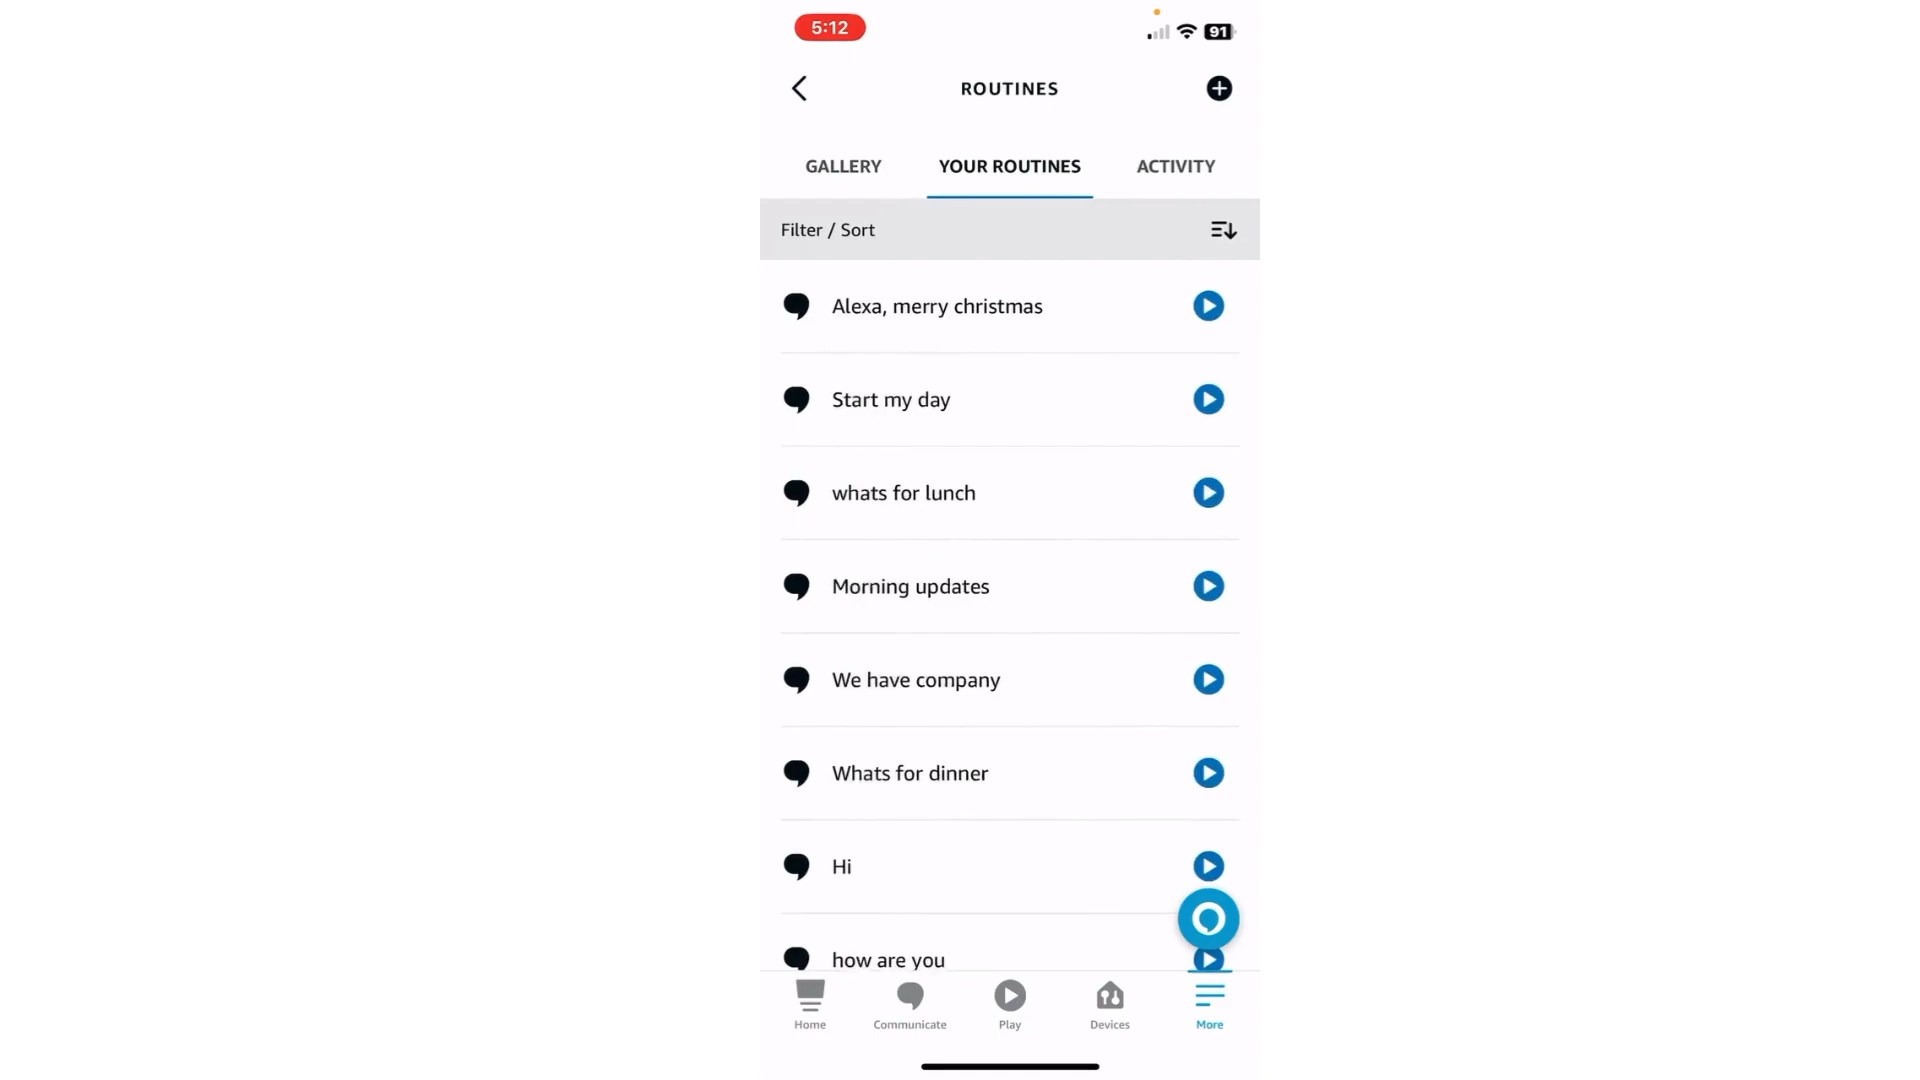 5:12
91
ROUTINES
GALLERY YOUR ROUTINES ACTIVITY
Filter / Sort
Alexa, merry christmas
Start my day
whats for lunch
Morning updates
We have company
Whats for dinner
Hi
how are you
Home Communicate Play Devices More